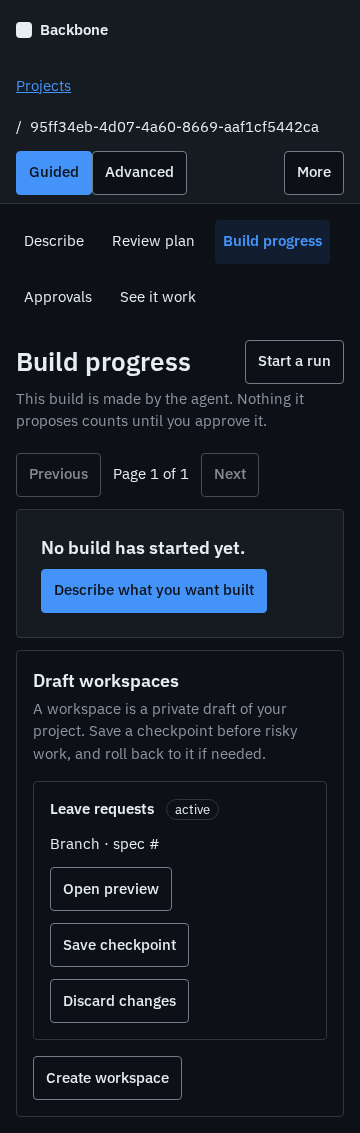 Backbone
Projects
/ 95ff34eb-4d07-4a60-8669-aaf1cf5442ca
Guided Advanced More
Describe Review plan Build progress
Approvals See it work
Build progress Start a run
This build is made by the agent. Nothing it
proposes counts until you approve it.
Previous Page 1 of 1 Next
No build has started yet.
Describe what you want built
Draft workspaces
A workspace is a private draft of your
project. Save a checkpoint before risky
work, and roll back to it if needed.
Leave requests active
Branch · spec #
Open preview
Save checkpoint
Discard changes
Create workspace